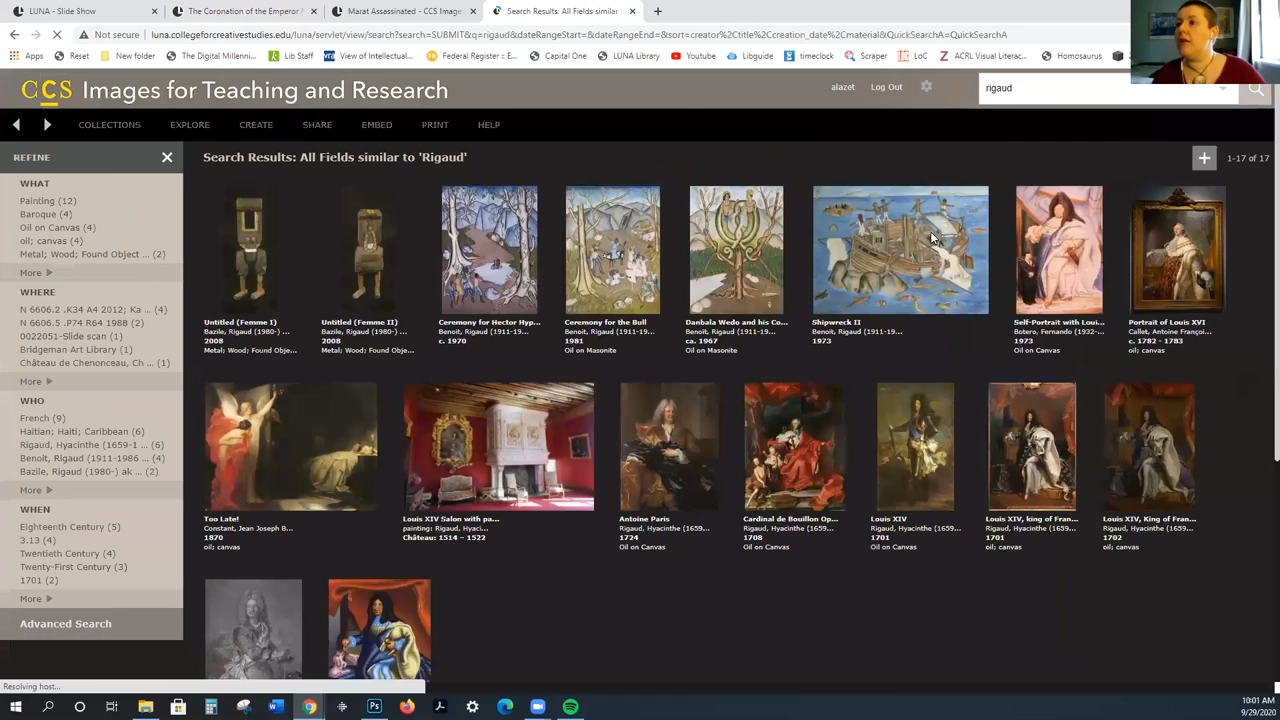 LUNA - Slide Show
The Coronation of the Emperor
Marat Assassinated - CCS Images
Search Results: All Fields similar to
Not secure | luna.collegeforcreativestudies.edu/luna/servlet/view/search?search=SUBMIT&q=rigaud&dateRangeStart=&dateRangeEnd=&sort=creator%2Ctitle%2Ccreation_date%2Cmaterial&QuickSearchA=QuickSearchA
Apps Reset New folder The Digital Millenni... Lib Staff View of Intellectual... Federal Register :: E... Capital One LUNA Library Youtube Libguide timeclock Scraper LoC ACRL Visual Literac... Homosaurus
CCS Images for Teaching and Research
alazet Log Out
rigaud
COLLECTIONS EXPLORE CREATE SHARE EMBED PRINT HELP
REFINE
Search Results: All Fields similar to 'Rigaud'
1-17 of 17
WHAT
Painting (12)
Baroque (4)
Oil on Canvas (4)
oil; canvas (4)
Metal; Wood; Found Object ... (2)
More
WHERE
N 6606.2 .K34 A4 2012; Ka ... (4)
N 6606.5 .P74 R64 1988 (2)
0022051-Slide scan (1)
Bridgeman Art Library (1)
Château de Chenonceau, Ch ... (1)
More
WHO
French (9)
Haitian; Haiti; Caribbean (6)
Rigaud, Hyacinthe (1659-1 ... (6)
Benoit, Rigaud (1911-1986 ... (4)
Bazile, Rigaud (1980-) ak ... (2)
More
WHEN
Eighteenth Century (5)
3.13 (4)
Twentieth Century (4)
Twenty-First Century (3)
1701 (2)
More
Advanced Search
Untitled (Femme I)
Bazile, Rigaud (1980-) ...
2008
Metal; Wood; Found Obje...
Untitled (Femme II)
Bazile, Rigaud (1980-) ...
2008
Metal; Wood; Found Obje...
Ceremony for Hector Hyp...
Benoit, Rigaud (1911-19...
c. 1970
Ceremony for the Bull
Benoit, Rigaud (1911-19...
1981
Oil on Masonite
Danbala Wedo and his Co...
Benoit, Rigaud (1911-19...
ca. 1967
Oil on Masonite
Shipwreck II
Benoit, Rigaud (1911-19...
1973
Self-Portrait with Loui...
Botero, Fernando (1932-...
1973
Oil on Canvas
Portrait of Louis XVI
Callet, Antoine Françoi...
c. 1782 - 1783
oil; canvas
Too Late!
Constant, Jean Joseph B...
1870
oil; canvas
Louis XIV Salon with pa...
painting: Rigaud, Hyaci...
Château: 1514 – 1522
Antoine Paris
Rigaud, Hyacinthe (1659...
1724
Oil on Canvas
Cardinal de Bouillon Op...
Rigaud, Hyacinthe (1659...
1708
Oil on Canvas
Louis XIV
Rigaud, Hyacinthe (1659...
1701
Oil on Canvas
Louis XIV, king of Fran...
Rigaud, Hyacinthe (1659...
1701
oil; canvas
Louis XIV, King of Fran...
Rigaud, Hyacinthe (1659...
1702
oil; canvas
Resolving host...
10:01 AM
9/29/2020